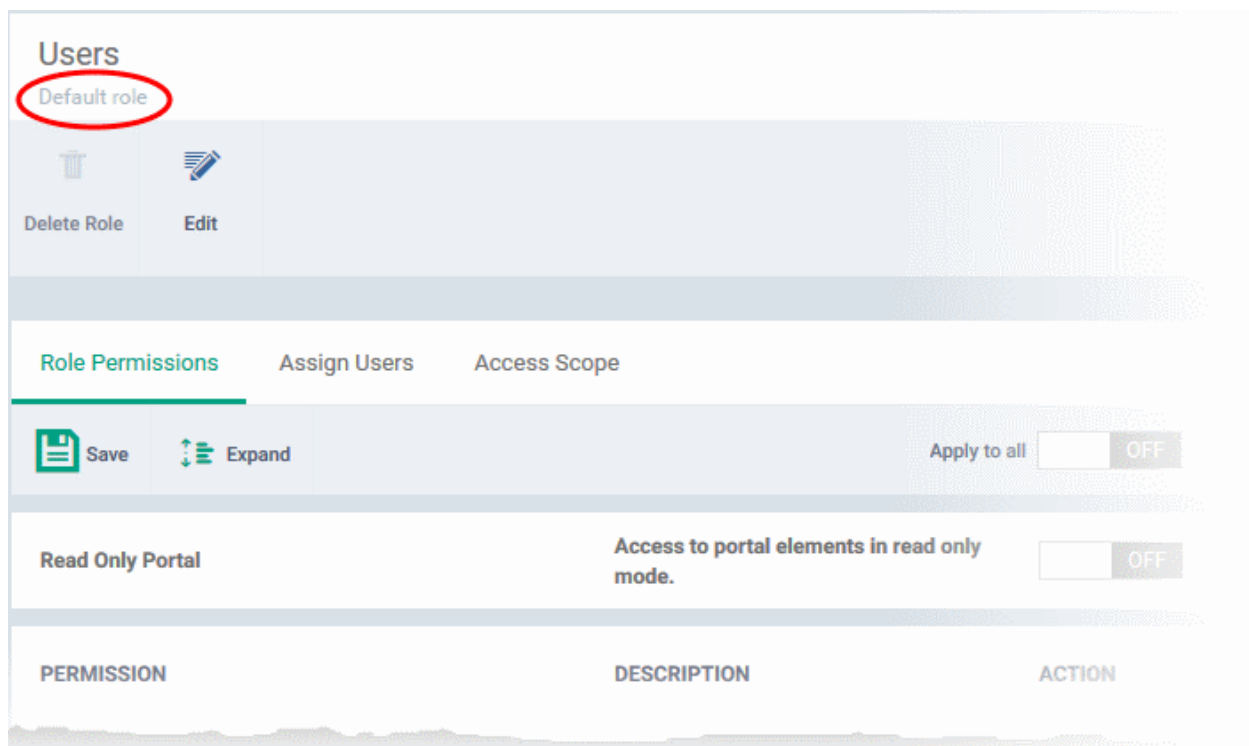 Users
Default role
Delete Role
Edit
Role Permissions
Assign Users
Access Scope
Save
Expand
Apply to all
OFF
Read Only Portal
Access to portal elements in read only
mode.
OFF
PERMISSION
DESCRIPTION
ACTION